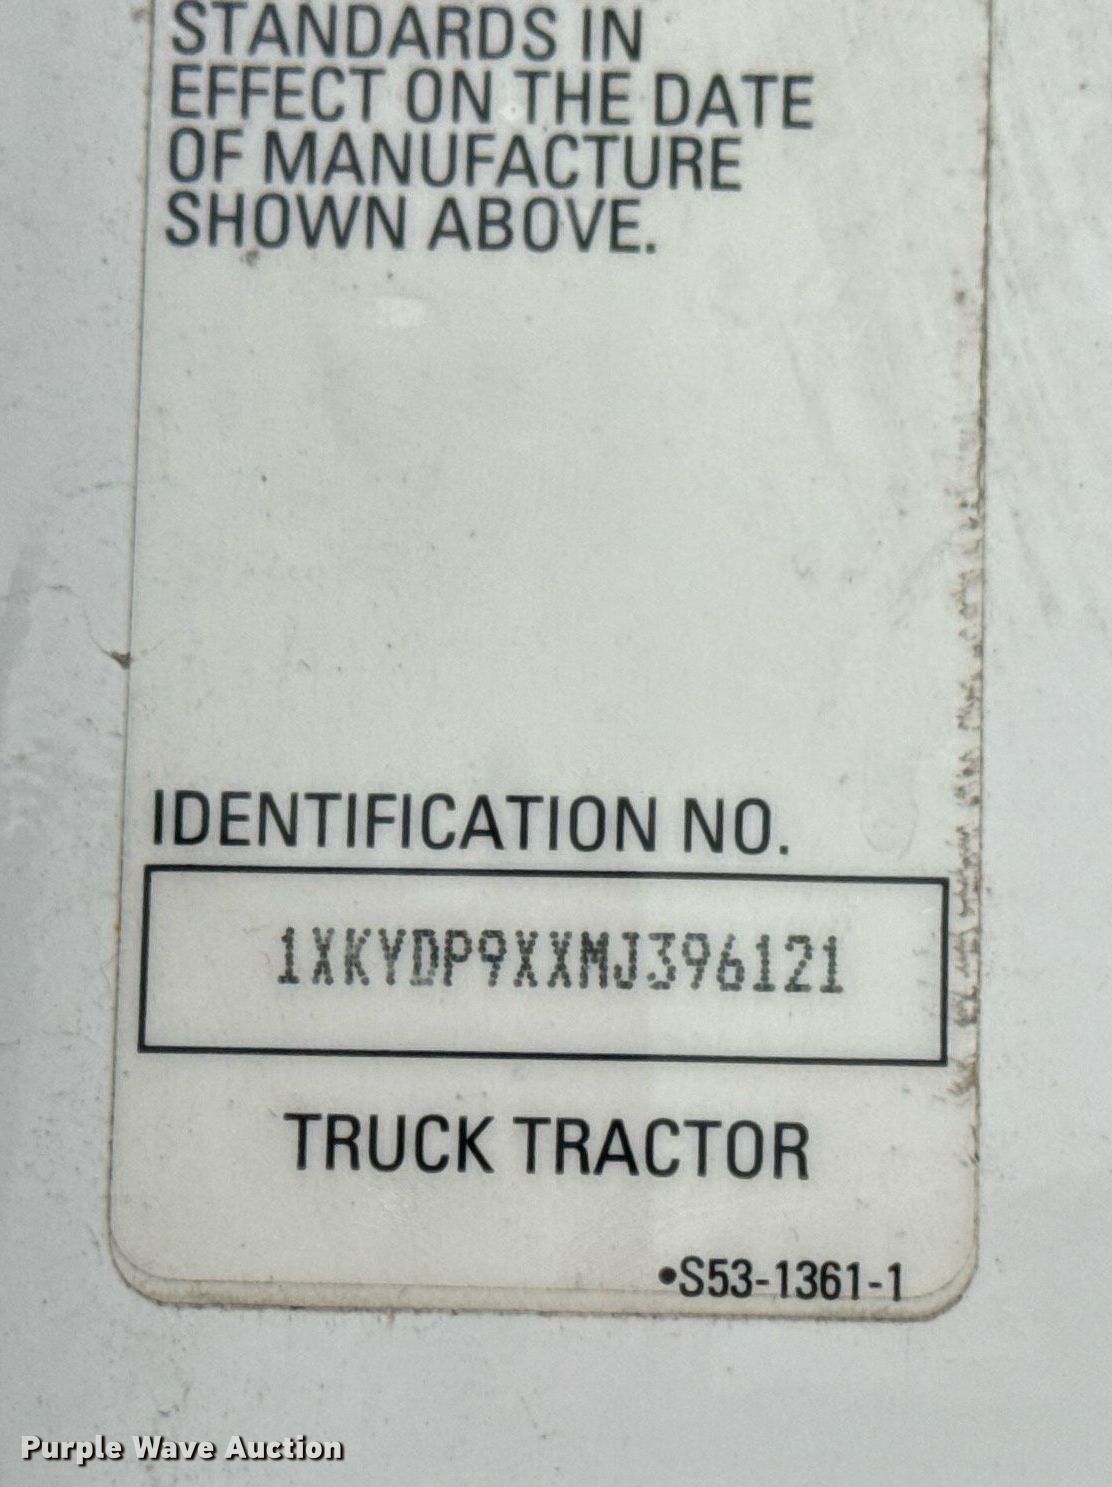 STANDARDS IN
EFFECT ON THE DATE
OF MANUFACTURE
SHOWN ABOVE.
IDENTIFICATION NO.
1XKYDP9XXMJ396121
TRUCK TRACTOR
•S53-1361-1
Purple Wave Auction